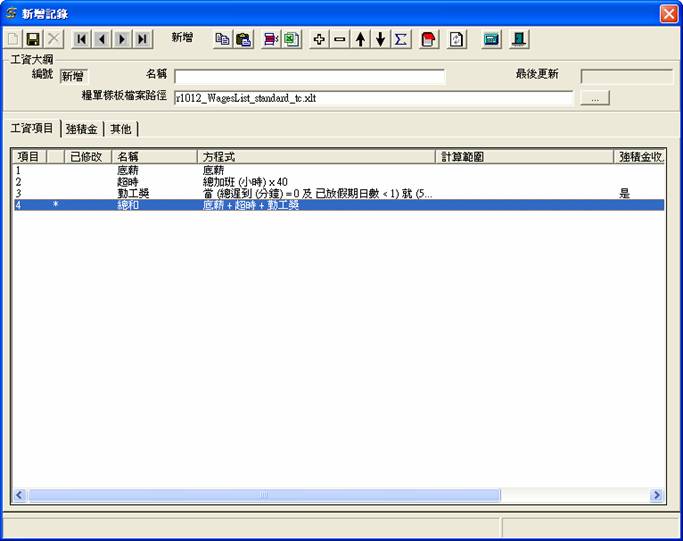 新增記錄
新增
工資大綱
編號 新增 名稱 最後更新
糧單樣板檔案路徑 r1012_WagesList_standard_tc.xlt ...
工資項目 強積金 其他
項目 已修改 名稱 方程式 計算範圍 強積金收
1 底薪 底薪
2 超時 總加班 (小時) x 40
3 勤工獎 當 (總遲到 (分鐘) = 0 及 已放假期日數 < 1) 就 (5... 是
4 * 總和 底薪 + 超時 + 勤工獎